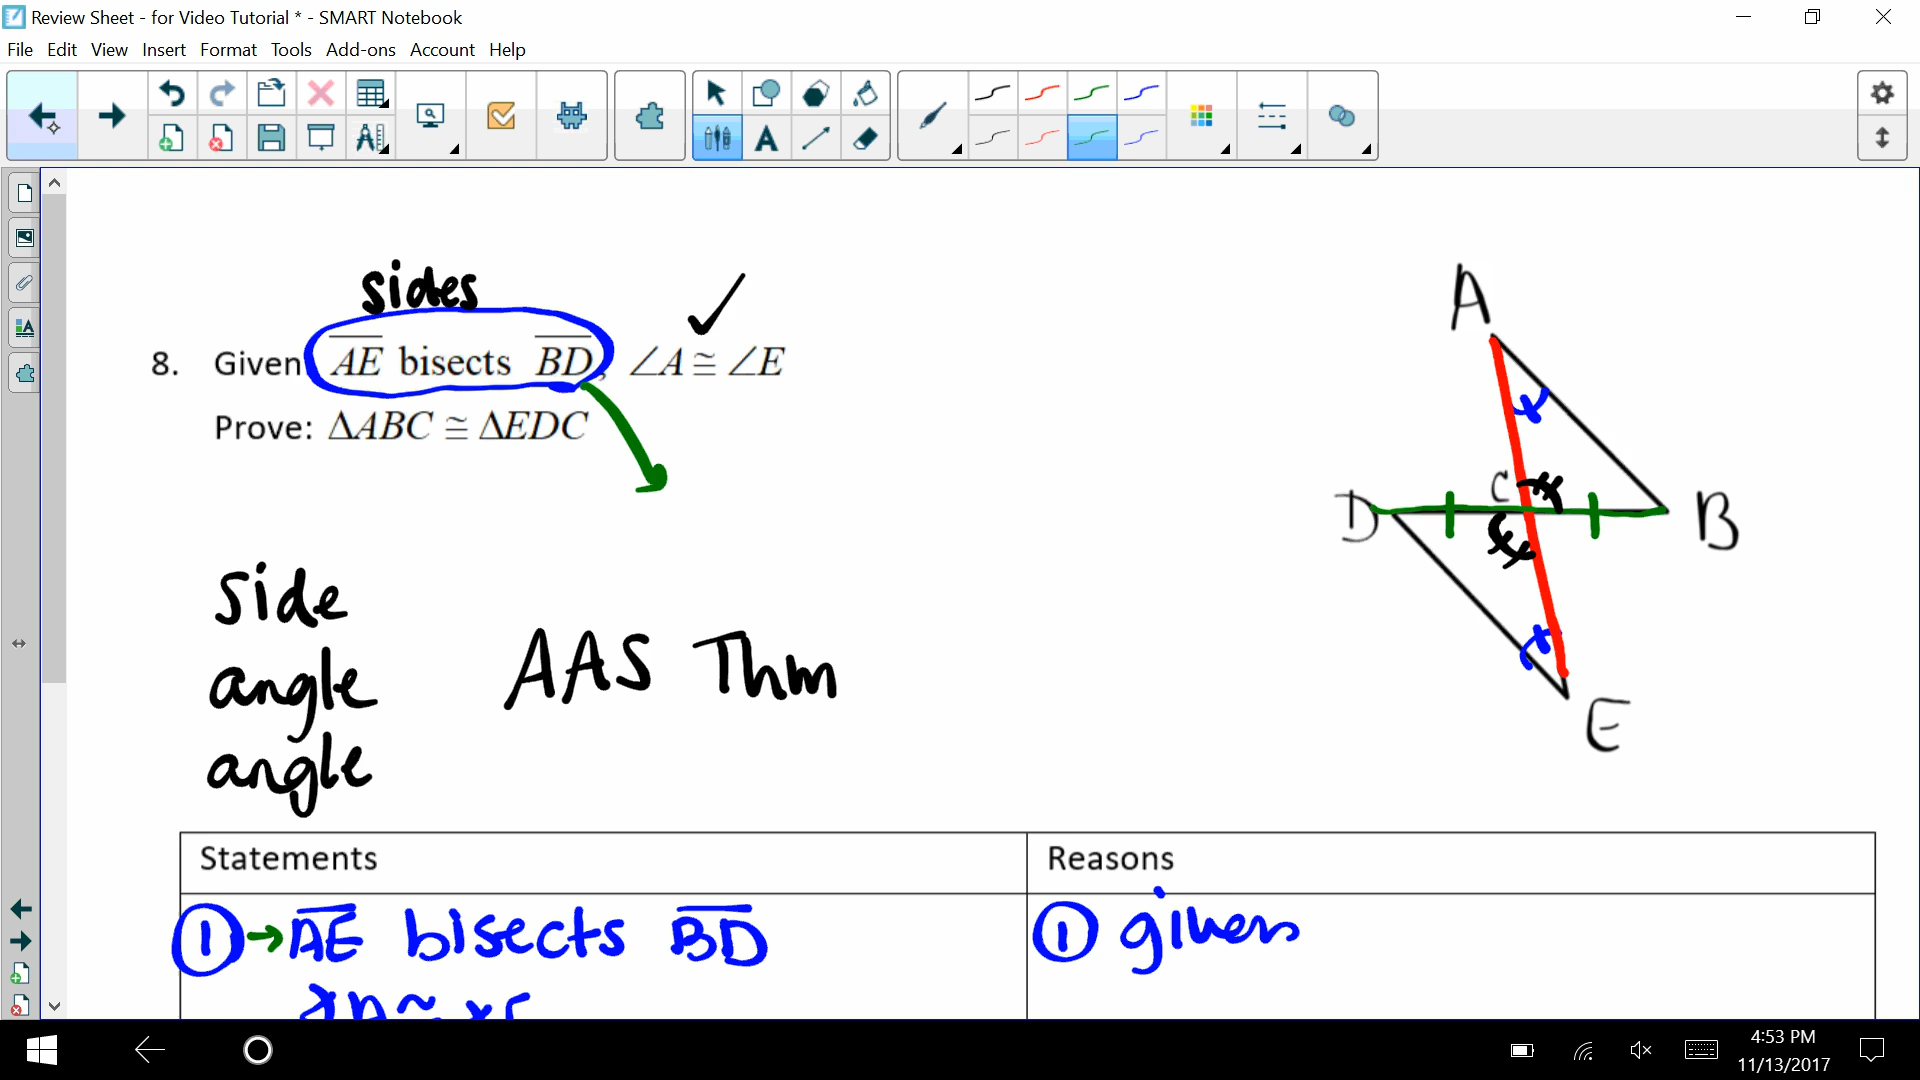 Review Sheet - for Video Tutorial * - SMART Notebook
File Edit View Insert Format Tools Add-ons Account Help
sides
8. Given AE bisects BD, ∠A ≅ ∠E
Prove: ΔABC ≅ ΔEDC
A
C
D
B
E
side
angle
angle
AAS Thm
Statements
Reasons
① → AE bisects BD
① given
4:53 PM
11/13/2017